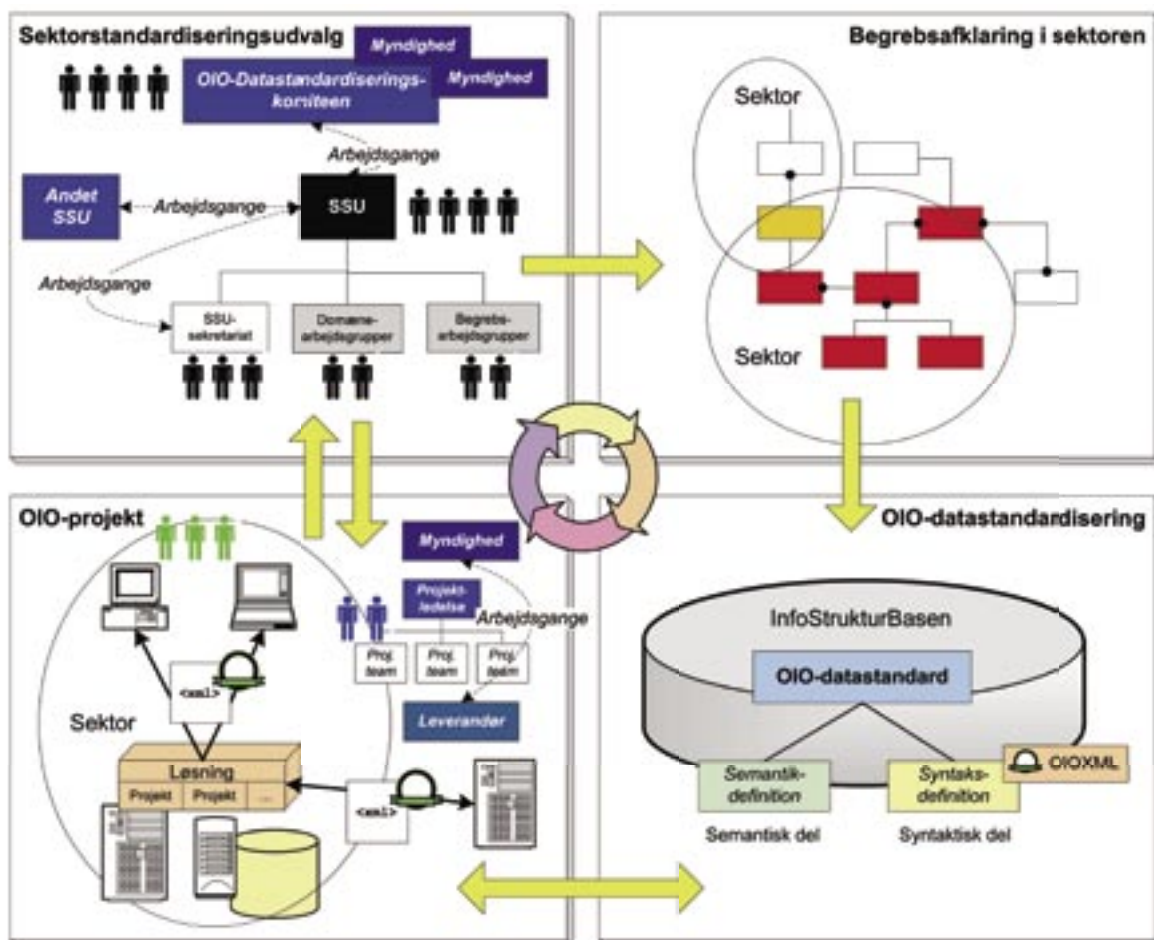 Sektorstandardiseringsudvalg
Myndighed
Myndighed
OIO-Datastandardiserings-
komiteen
Arbejdsgange
Andet
SSU
Arbejdsgange
SSU
Arbejdsgange
SSU-
sekretariat
Domæne-
arbejdsgrupper
Begrebs-
arbejdsgrupper
Begrebsafklaring i sektoren
Sektor
Sektor
OIO-projekt
Myndighed
Projekt-
ledelse
Arbejdsgange
Proj.
team
Proj.
team
Proj.
team
Leverandør
<xml>
Sektor
Løsning
Projekt
Projekt
...
<xml>
OIO-datastandardisering
InfoStrukturBasen
OIO-datastandard
Semantik-
definition
Syntaks-
definition
OIOXML
Semantisk del
Syntaktisk del